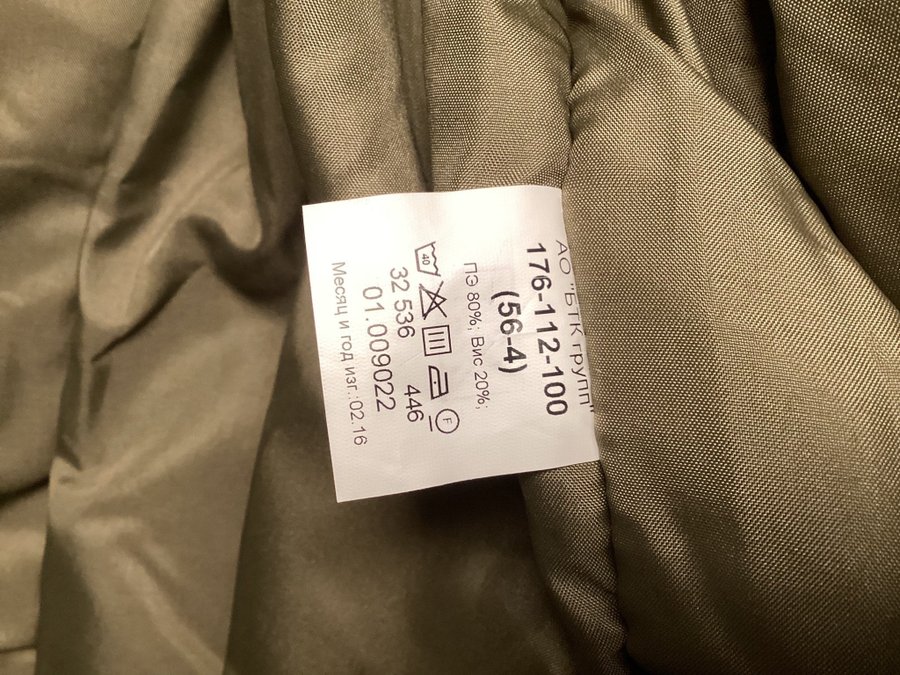 АО "БТК групп"
176-112-100
(56-4)
ПЭ 80%; Вис 20%;
40
F
32 536 446
01.009022
Месяц и год изг.:02.16